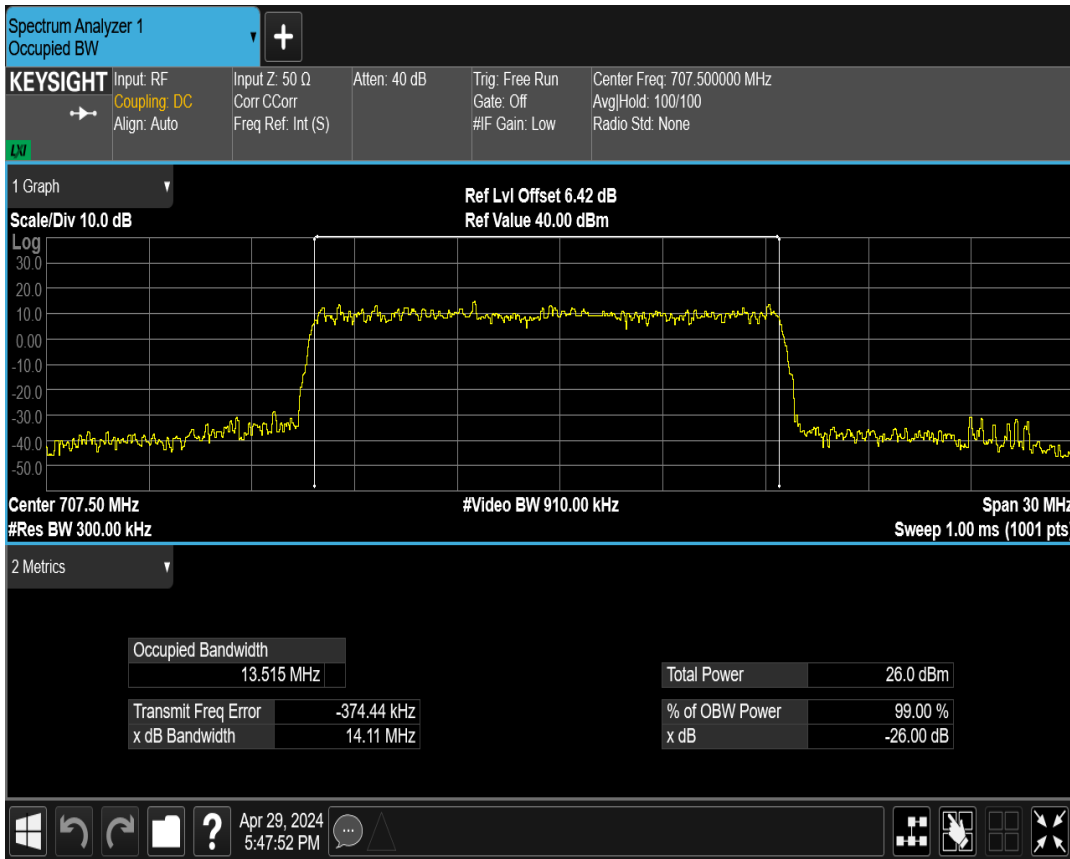 Spectrum Analyzer 1
Occupied BW
KEYSIGHT
LXI
Input: RF
Coupling: DC
Align: Auto
Input Z: 50 Ω
Corr CCorr
Freq Ref: Int (S)
Atten: 40 dB
Trig: Free Run
Gate: Off
#IF Gain: Low
Center Freq: 707.500000 MHz
Avg|Hold: 100/100
Radio Std: None
1 Graph
Ref Lvl Offset 6.42 dB
Scale/Div 10.0 dB
Ref Value 40.00 dBm
Log
30.0
20.0
10.0
0.00
-10.0
-20.0
-30.0
-40.0
-50.0
Center 707.50 MHz
#Video BW 910.00 kHz
Span 30 MHz
#Res BW 300.00 kHz
Sweep 1.00 ms (1001 pts)
2 Metrics
Occupied Bandwidth
13.515 MHz
Total Power 26.0 dBm
Transmit Freq Error -374.44 kHz
% of OBW Power 99.00 %
x dB Bandwidth 14.11 MHz
x dB -26.00 dB
Apr 29, 2024
5:47:52 PM